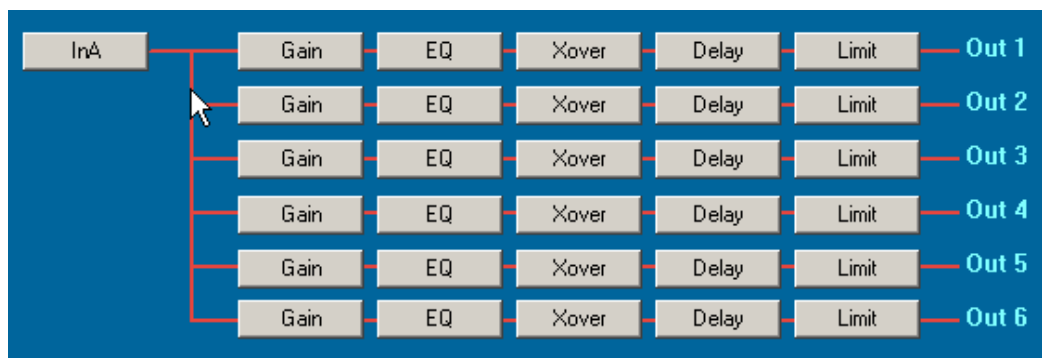 InA Gain EQ Xover Delay Limit Out 1
Gain EQ Xover Delay Limit Out 2
Gain EQ Xover Delay Limit Out 3
Gain EQ Xover Delay Limit Out 4
Gain EQ Xover Delay Limit Out 5
Gain EQ Xover Delay Limit Out 6